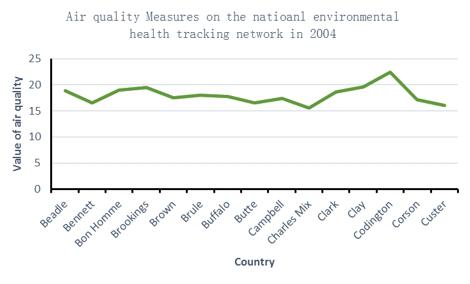 Air quality Measures on the natioanl environmental
health tracking network in 2004
Value of air quality
25
20
15
10
5
0
Beadle
Bennett
Bon Homme
Brookings
Brown
Brule
Buffalo
Butte
Campbell
Charles Mix
Clark
Clay
Codington
Corson
Custer
Country